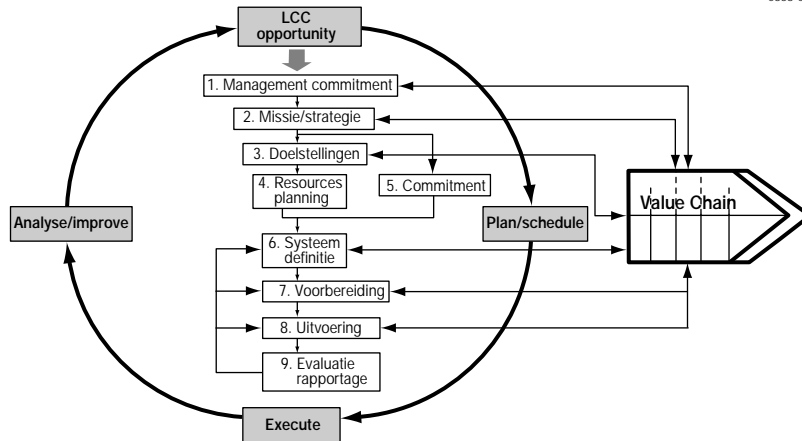 LCC
opportunity
1. Management commitment
2. Missie/strategie
3. Doelstellingen
4. Resources
planning
5. Commitment
Value Chain
Analyse/improve
Plan/schedule
6. Systeem
definitie
7. Voorbereiding
8. Uitvoering
9. Evaluatie
rapportage
Execute